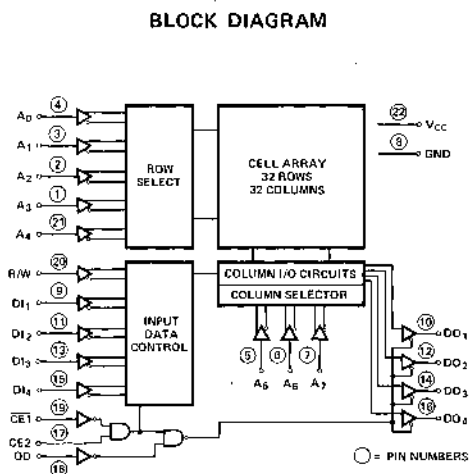 BLOCK DIAGRAM
A0 4
A1 3
A2 2
A3 1
A4 21
ROW
SELECT
CELL ARRAY
32 ROWS
32 COLUMNS
22 VCC
8 GND
R/W 20
DI1 9
DI2 11
DI3 13
DI4 15
CE1 19
CE2 17
OD 18
INPUT
DATA
CONTROL
COLUMN I/O CIRCUITS
COLUMN SELECTOR
5 6 7
A5 A6 A7
10 DO1
12 DO2
14 DO3
16 DO4
= PIN NUMBERS